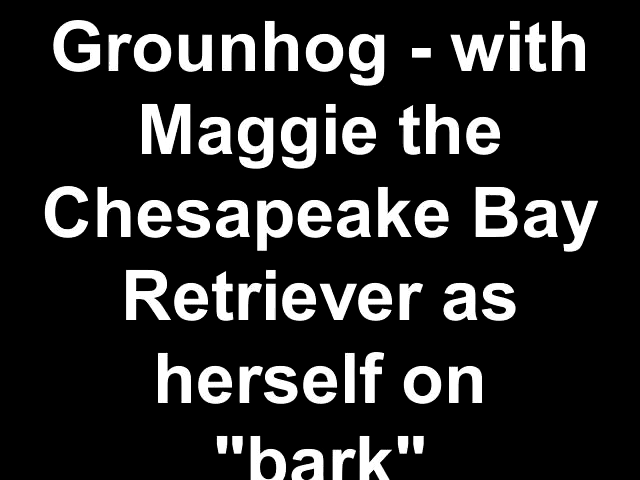 Grounhog - with
Maggie the
Chesapeake Bay
Retriever as
herself on
"bark"